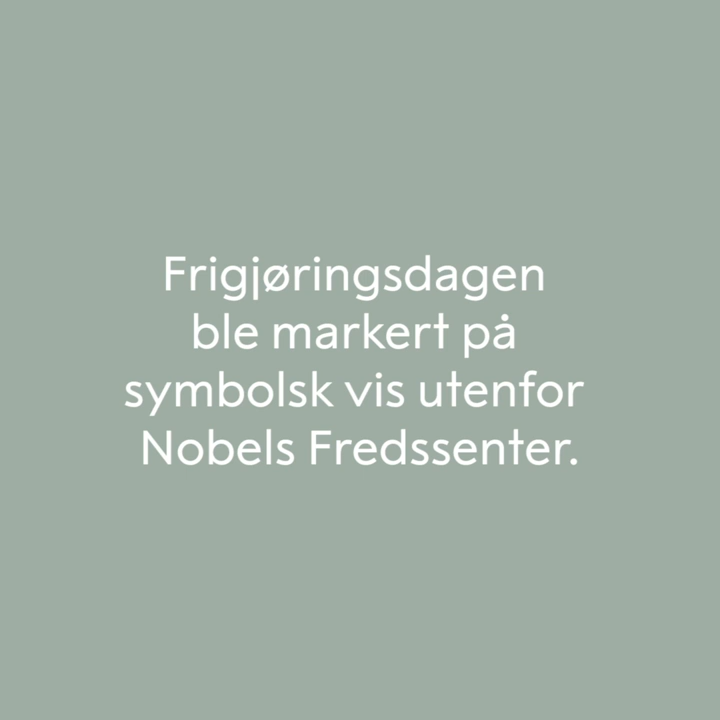 Frigjøringsdagen
ble markert på
symbolsk vis utenfor
Nobels Fredssenter.